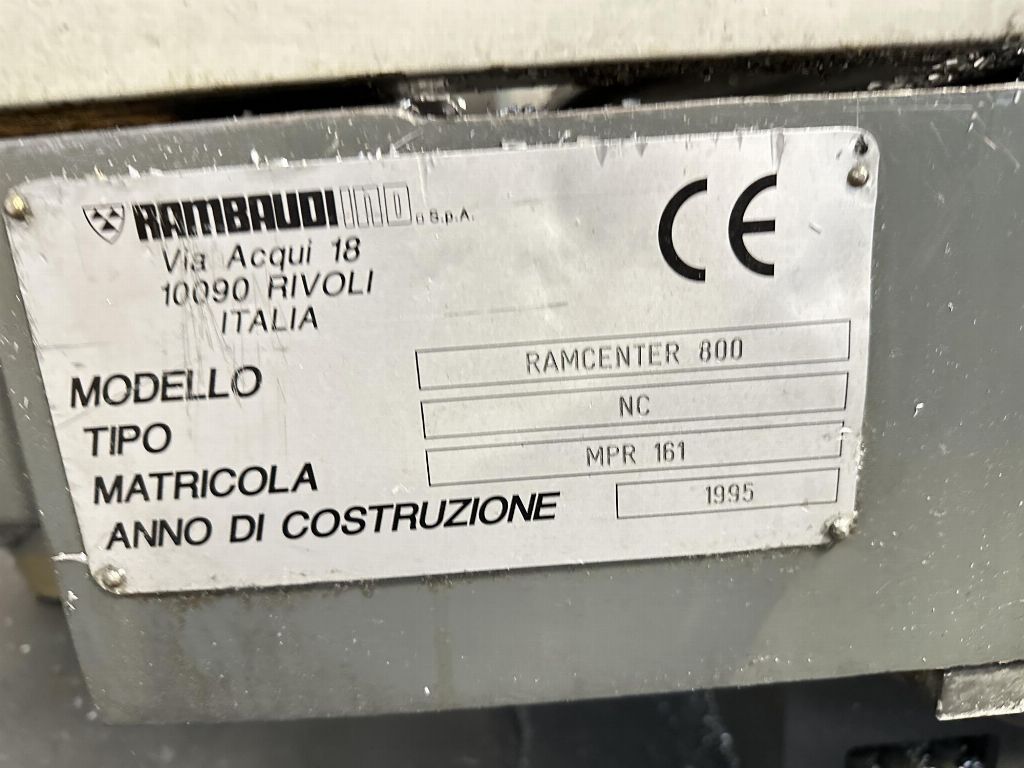 RAMBAUDI IND. S.p.A.
CE
Via Acqui 18
10090 RIVOLI
ITALIA
MODELLO RAMCENTER 800
TIPO NC
MATRICOLA MPR 161
ANNO DI COSTRUZIONE 1995